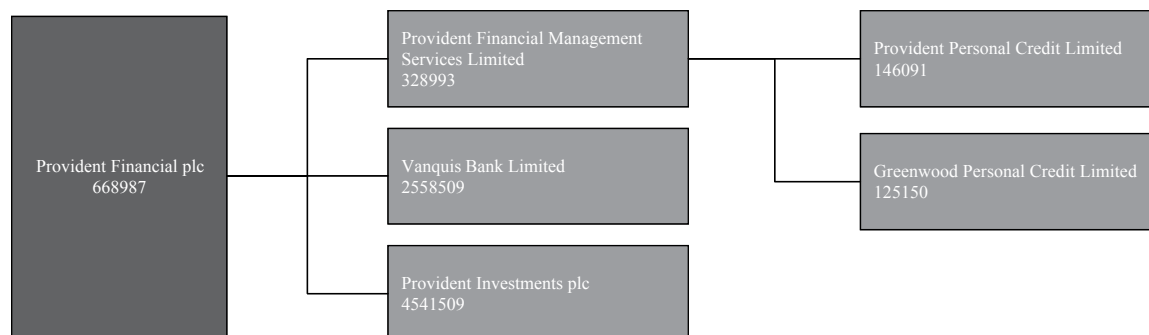 Provident Financial plc
668987
Provident Financial Management
Services Limited
328993
Vanquis Bank Limited
2558509
Provident Investments plc
4541509
Provident Personal Credit Limited
146091
Greenwood Personal Credit Limited
125150